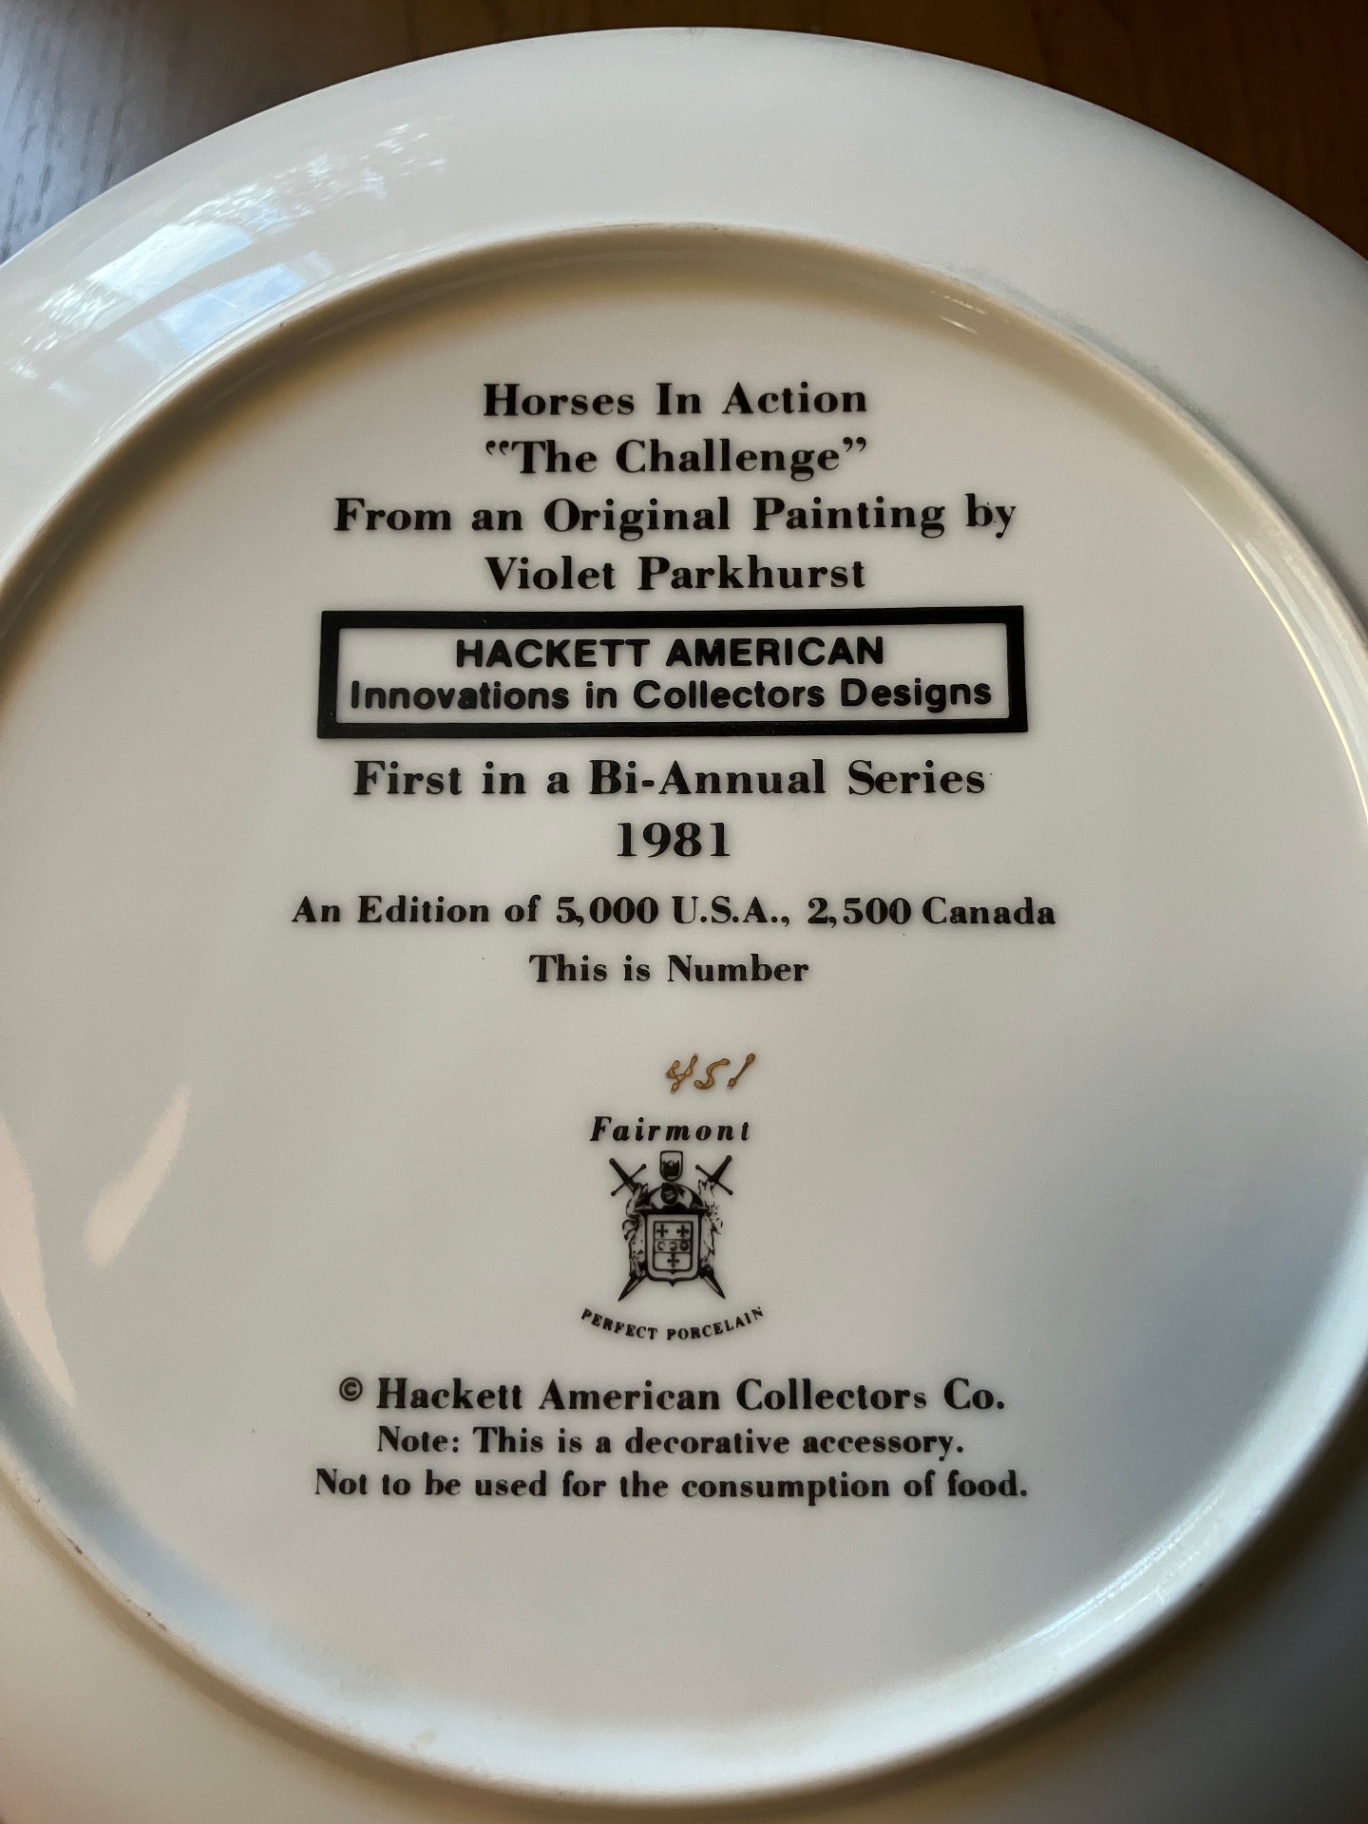 Horses In Action
“The Challenge”
From an Original Painting by
Violet Parkhurst
HACKETT AMERICAN
Innovations in Collectors Designs
First in a Bi-Annual Series
1981
An Edition of 5,000 U.S.A., 2,500 Canada
This is Number
451
Fairmont
PERFECT PORCELAIN
© Hackett American Collectors Co.
Note: This is a decorative accessory.
Not to be used for the consumption of food.